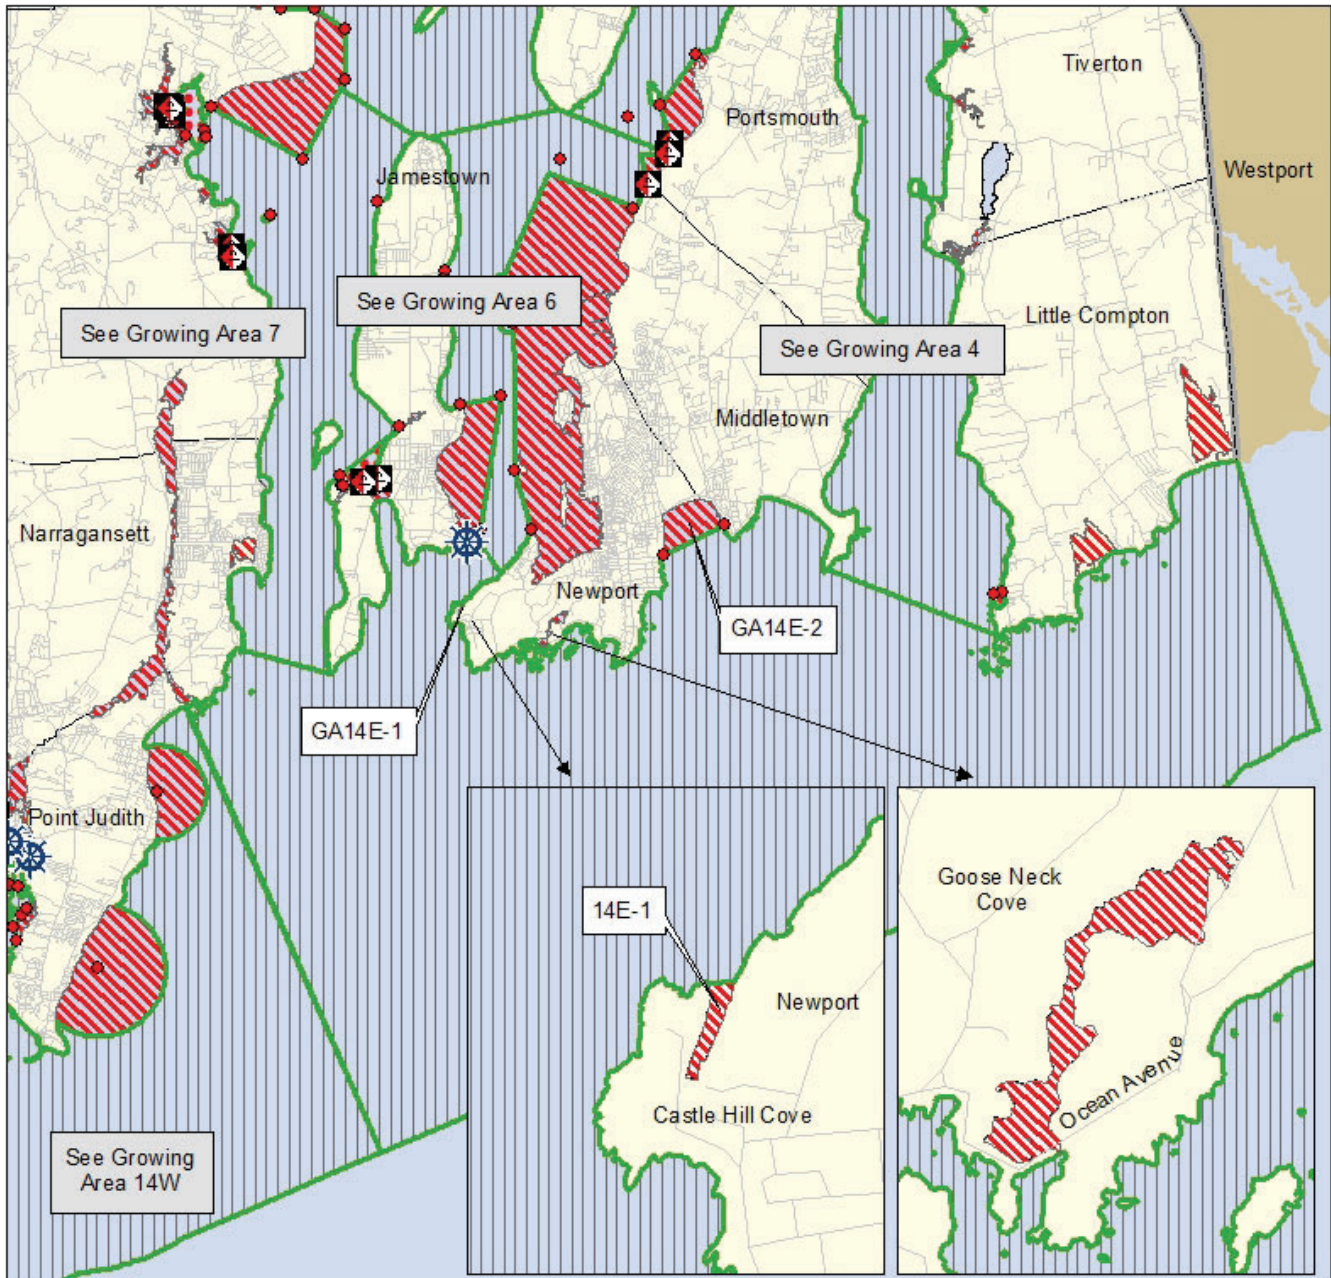 Tiverton
Portsmouth
Westport
Jamestown
See Growing Area 6
See Growing Area 7
Little Compton
See Growing Area 4
Middletown
Narragansett
Newport
GA14E-2
GA14E-1
Point Judith
14E-1
Newport
Castle Hill Cove
Goose Neck
Cove
Ocean Avenue
See Growing
Area 14W